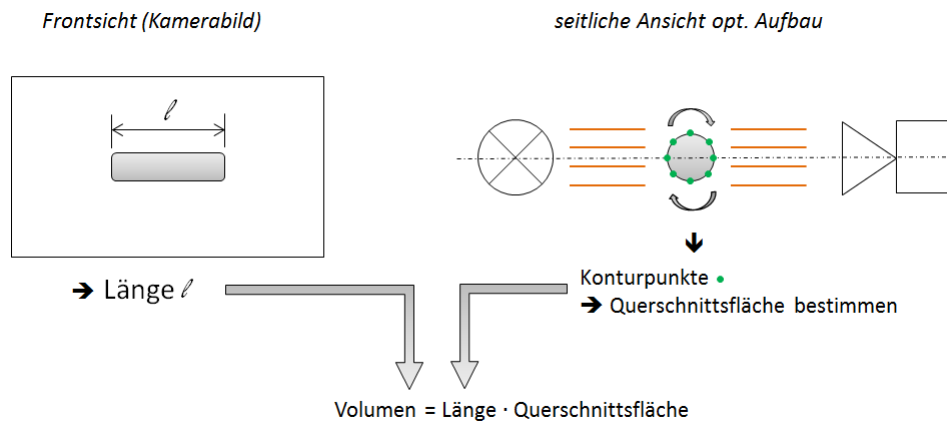 Frontsicht (Kamerabild)
seitliche Ansicht opt. Aufbau
ℓ
➔ Länge ℓ
Konturpunkte •
➔ Querschnittsfläche bestimmen
Volumen = Länge · Querschnittsfläche